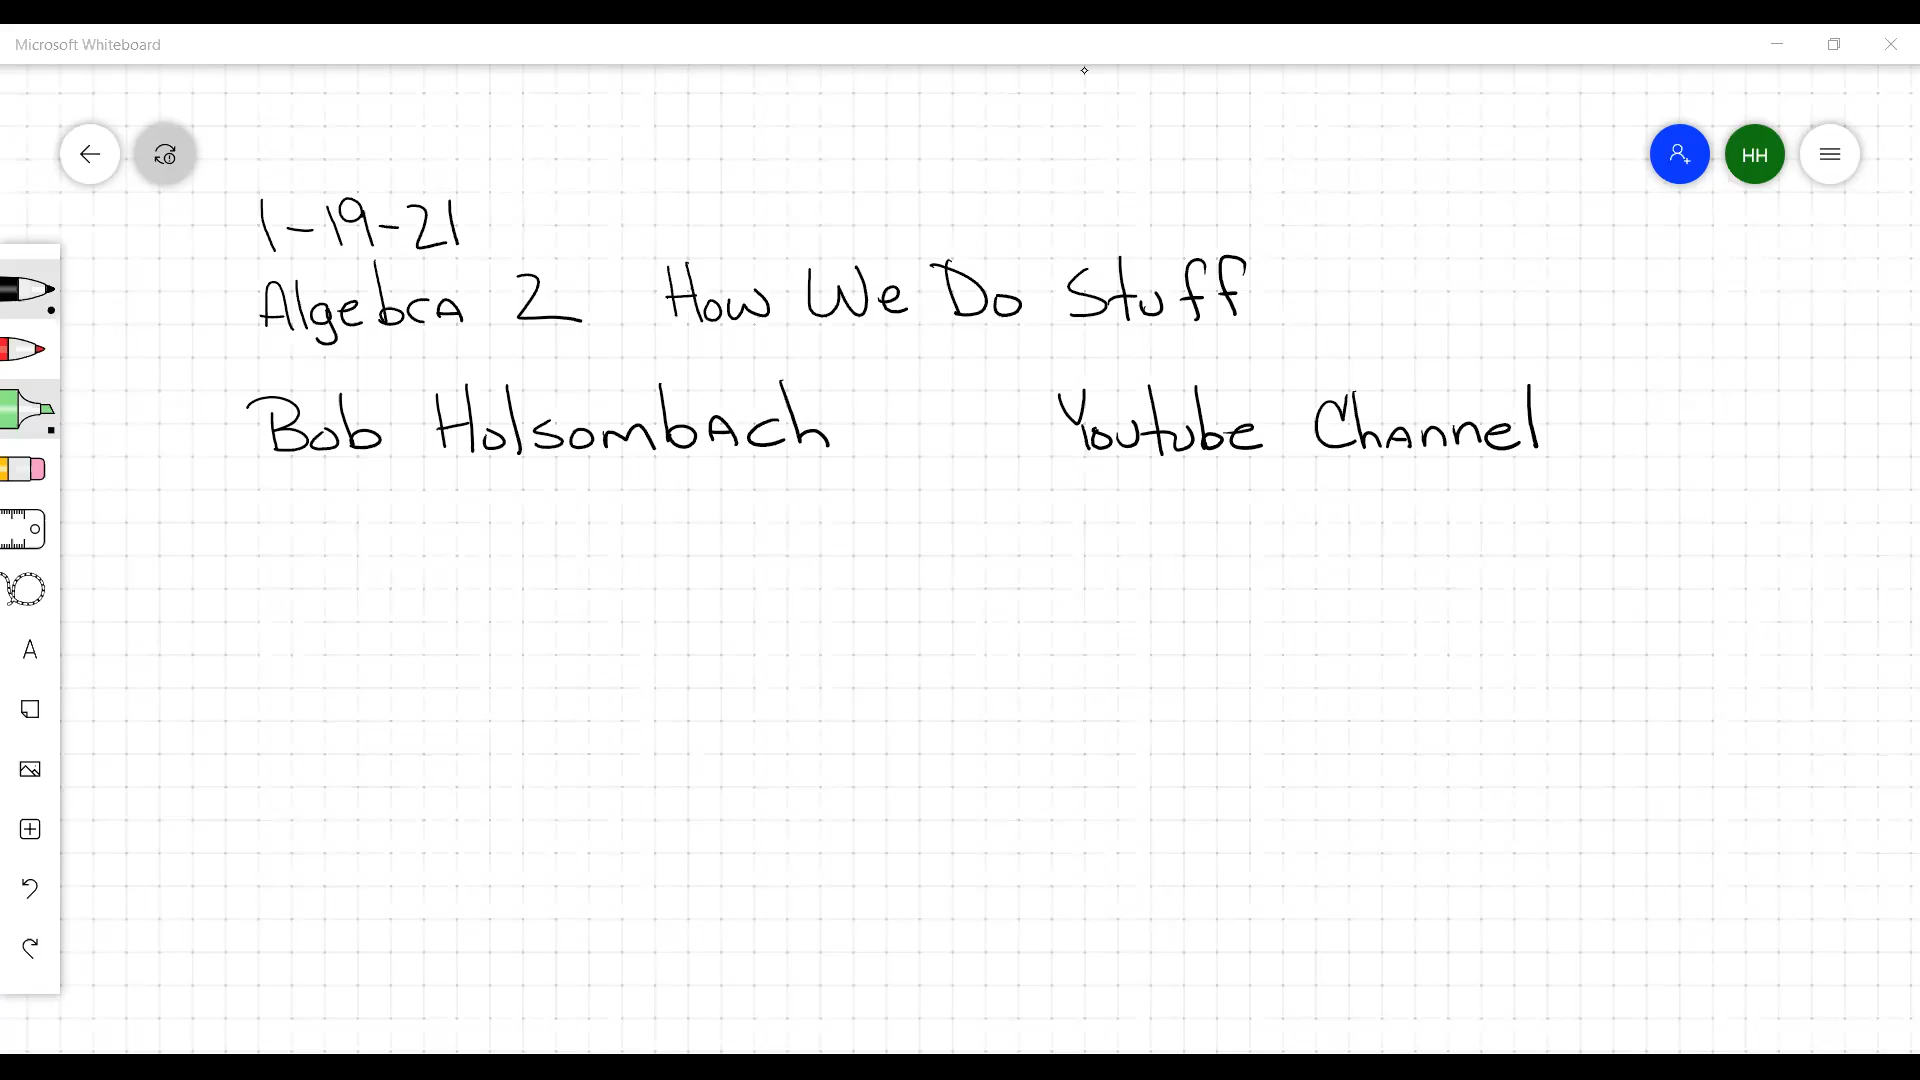 Microsoft Whiteboard
HH
1-19-21
Algebra 2 How We Do Stuff
Bob Holsombach Youtube Channel